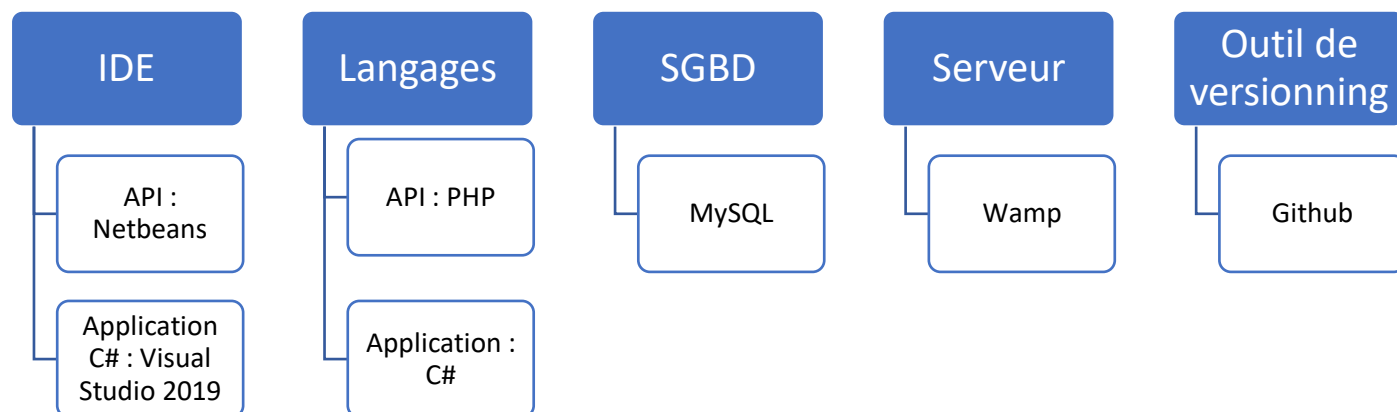 IDE
API :
Netbeans
Application
C# : Visual
Studio 2019
Langages
API : PHP
Application :
C#
SGBD
MySQL
Serveur
Wamp
Outil de
versionning
Github